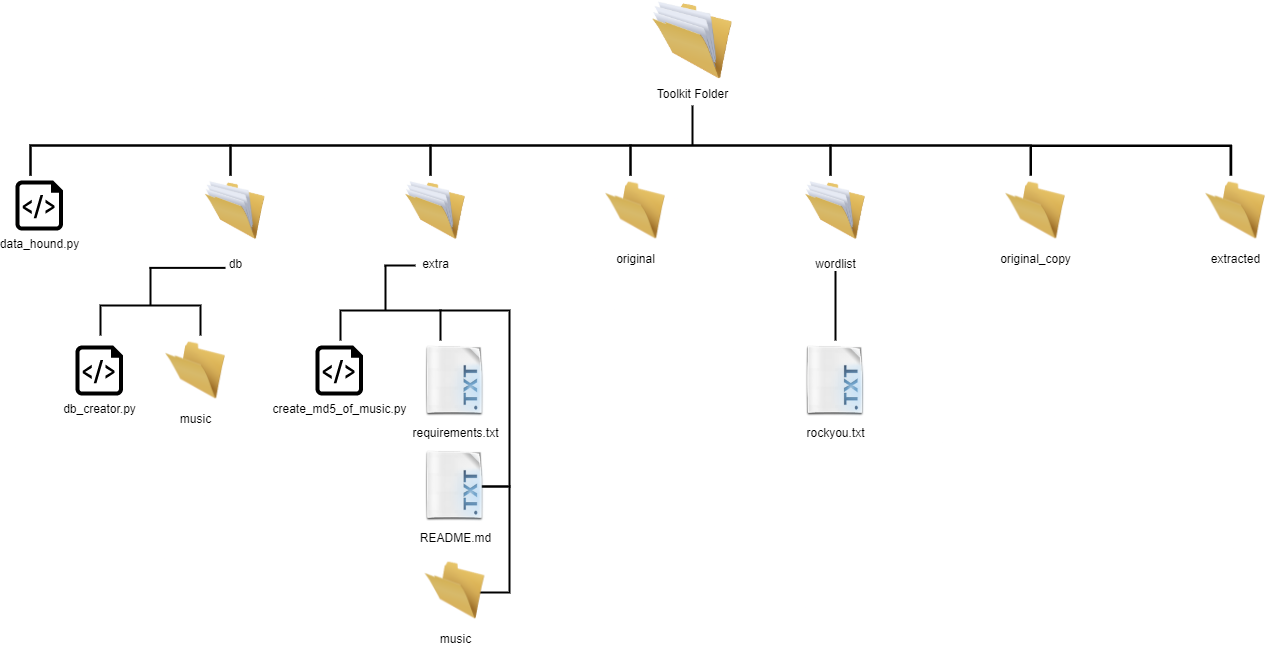 Toolkit Folder
</>
data_hound.py
db
extra
original
wordlist
original_copy
extracted
</>
db_creator.py
music
</>
create_md5_of_music.py
.TXT
requirements.txt
.TXT
README.md
music
.TXT
rockyou.txt